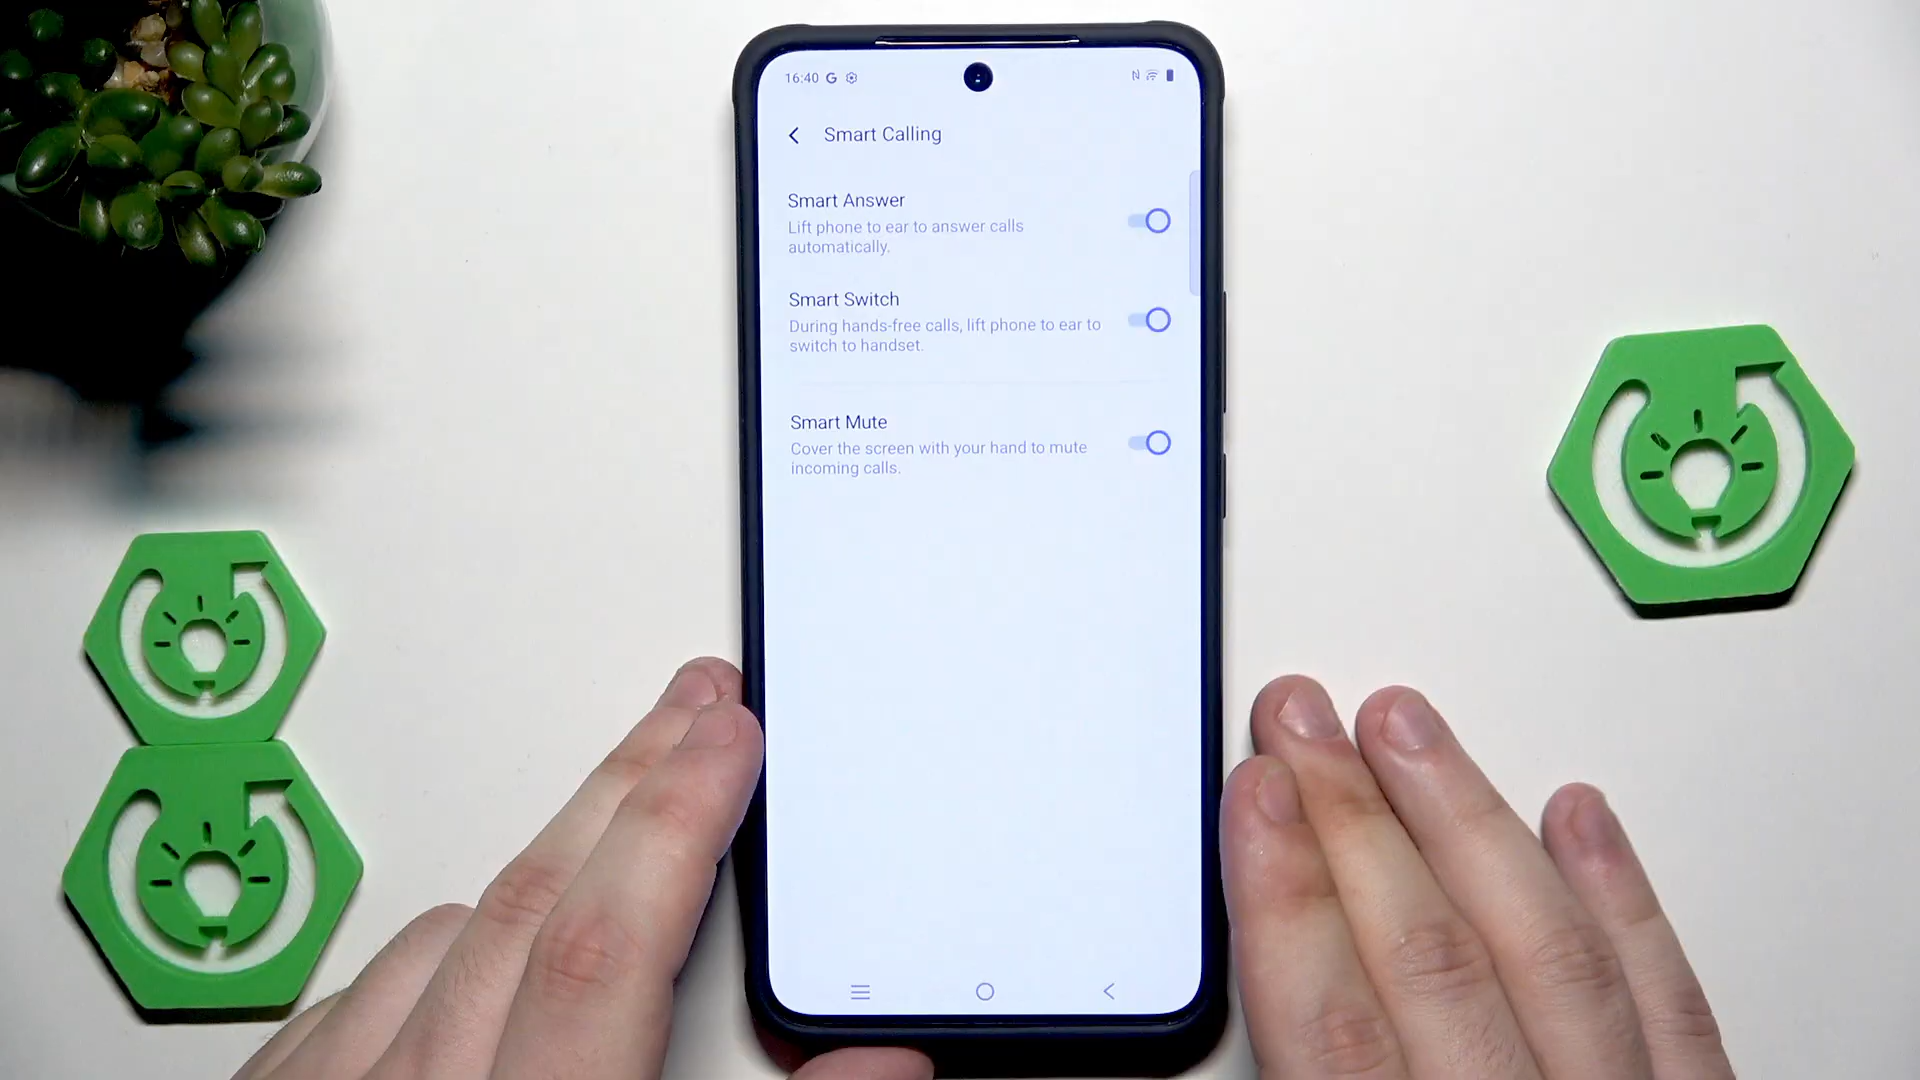 16:40 G
Smart Calling
Smart Answer
Lift phone to ear to answer calls
automatically.
Smart Switch
During hands-free calls, lift phone to ear to
switch to handset.
Smart Mute
Cover the screen with your hand to mute
incoming calls.